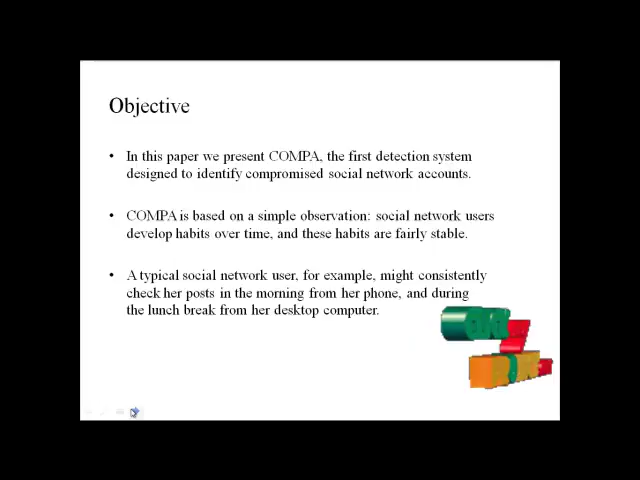 Objective
• In this paper we present COMPA, the first detection system
designed to identify compromised social network accounts.
• COMPA is based on a simple observation: social network users
develop habits over time, and these habits are fairly stable.
• A typical social network user, for example, might consistently
check her posts in the morning from her phone, and during
the lunch break from her desktop computer.